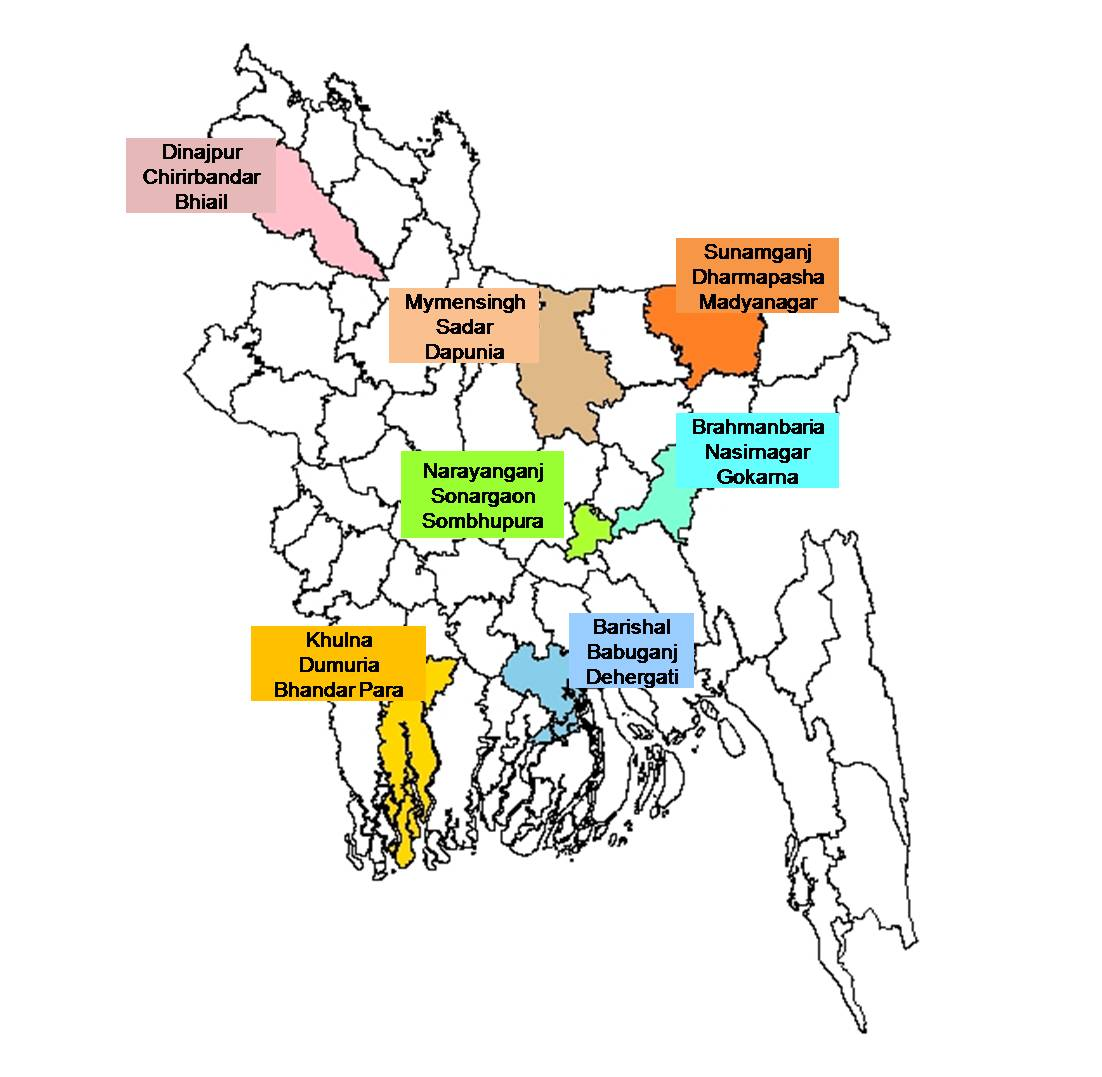 Dinajpur
Chirirbandar
Bhiail
Sunamganj
Dharmapasha
Madyanagar
Mymensingh
Sadar
Dapunia
Brahmanbaria
Nasirnagar
Gokarna
Narayanganj
Sonargaon
Sombhupura
Barishal
Babuganj
Dehergati
Khulna
Dumuria
Bhandar Para